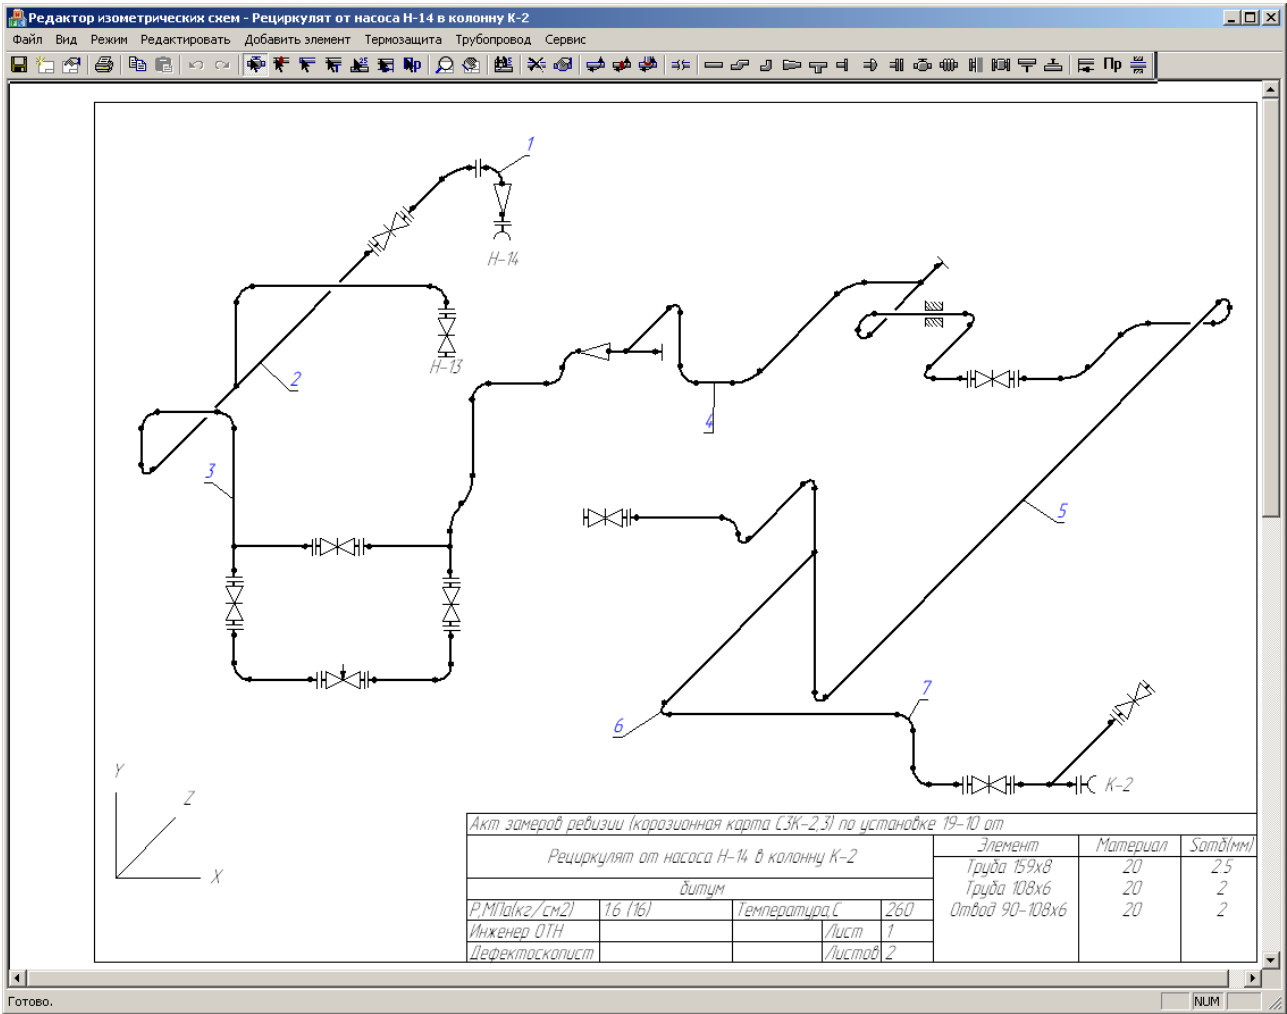 Редактор изометрических схем - Рециркулят от насоса Н-14 в колонну К-2
Файл Вид Режим Редактировать Добавить элемент Термозащита Трубопровод Сервис
Пр
1
Н-14
Н-13
2
3
4
5
6
7
К-2
Y
Z
X
Акт замеров ревизии (карозионная карта СЗК-2,3) по установке 19-10 от
Рециркулят от насоса Н-14 в колонну К-2
битум
Р,МПа(кг/см2) 1.6 (16) Температура,С 260
Инженер ОТН Лист 1
Дефектоскопист Листов 2
Элемент Материал Sотб(мм)
Труба 159х8 20 2.5
Труба 108х6 20 2
Отвод 90-108х6 20 2
Готово.
NUM